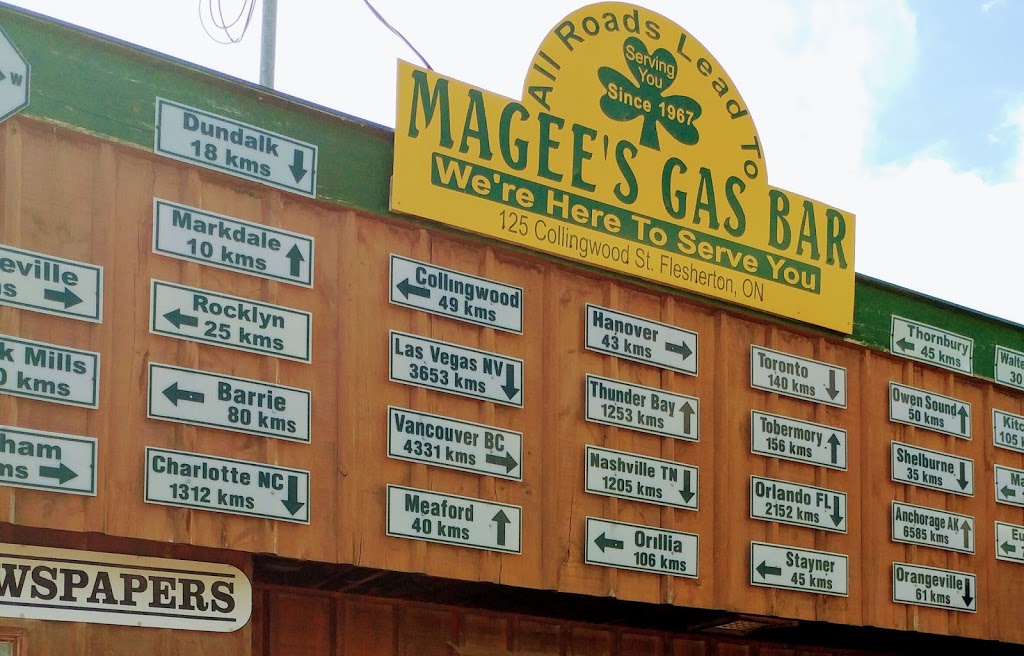 All Roads Lead To
Serving
You
Since 1967
MAGEE'S GAS BAR
We're Here To Serve You
125 Collingwood St. Flesherton, ON
W
Dundalk
18 kms
Markdale
10 kms
Rocklyn
25 kms
Barrie
80 kms
Charlotte NC
1312 kms
Mills
kms
Collingwood
49 kms
Las Vegas NV
3653 kms
Vancouver BC
4331 kms
Meaford
40 kms
Hanover
43 kms
Thunder Bay
1253 kms
Nashville TN
1205 kms
Orillia
106 kms
Toronto
140 kms
Tobermory
156 kms
Orlando FL
2152 kms
Stayner
45 kms
Thornbury
45 kms
Owen Sound
50 kms
Shelburne
35 kms
Anchorage AK
6585 kms
Orangeville
61 kms
30
105
WSPAPERS